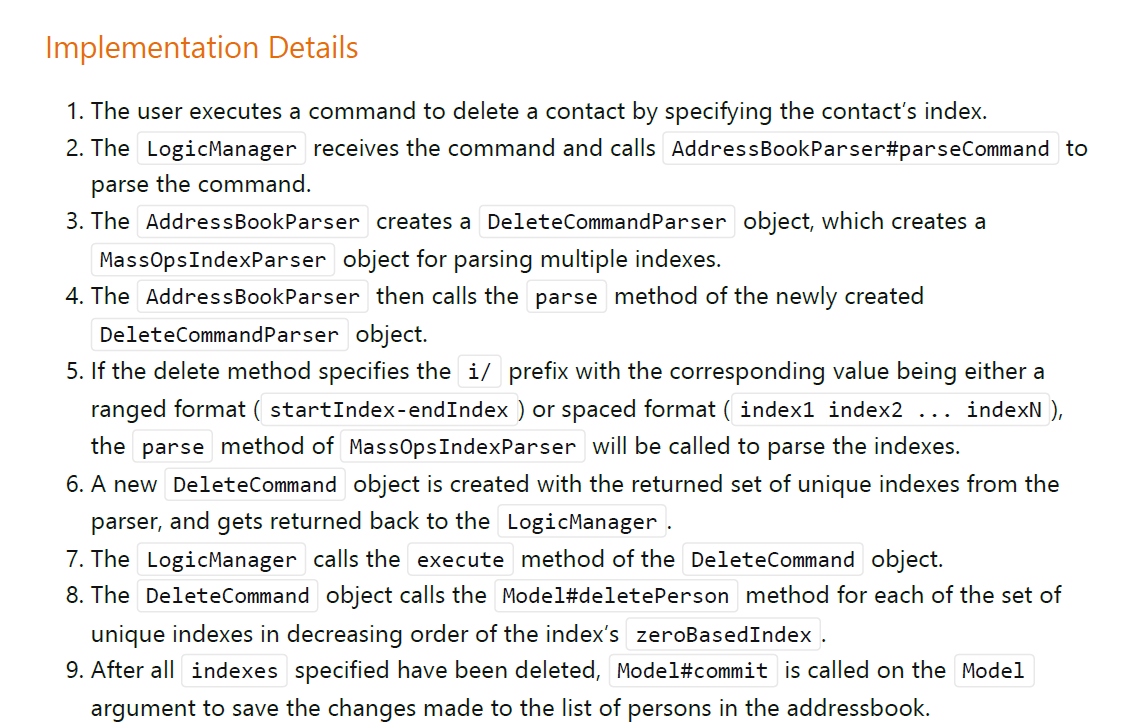 Implementation Details
1. The user executes a command to delete a contact by specifying the contact's index.
2. The LogicManager receives the command and calls AddressBookParser#parseCommand to
parse the command.
3. The AddressBookParser creates a DeleteCommandParser object, which creates a
MassOpsIndexParser object for parsing multiple indexes.
4. The AddressBookParser then calls the parse method of the newly created
DeleteCommandParser object.
5. If the delete method specifies the i/ prefix with the corresponding value being either a
ranged format ( startIndex-endIndex ) or spaced format ( index1 index2 ... indexN ),
the parse method of MassOpsIndexParser will be called to parse the indexes.
6. A new DeleteCommand object is created with the returned set of unique indexes from the
parser, and gets returned back to the LogicManager .
7. The LogicManager calls the execute method of the DeleteCommand object.
8. The DeleteCommand object calls the Model#deletePerson method for each of the set of
unique indexes in decreasing order of the index's zeroBasedIndex .
9. After all indexes specified have been deleted, Model#commit is called on the Model
argument to save the changes made to the list of persons in the addressbook.